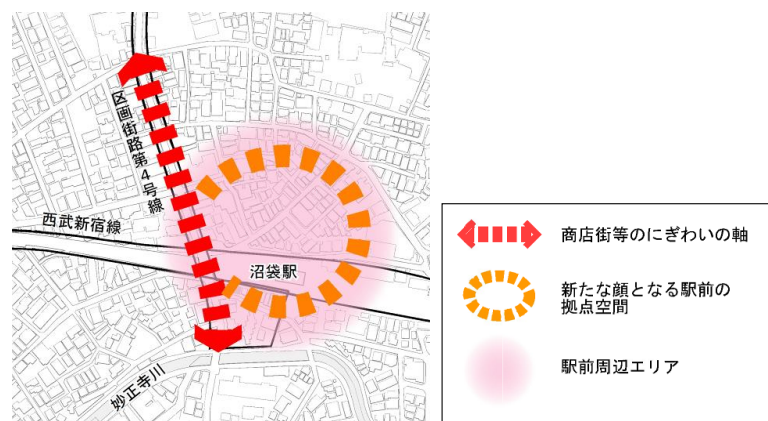 区画街路第4号線
西武新宿線
沼袋駅
妙正寺川
商店街等のにぎわいの軸
新たな顔となる駅前の
拠点空間
駅前周辺エリア